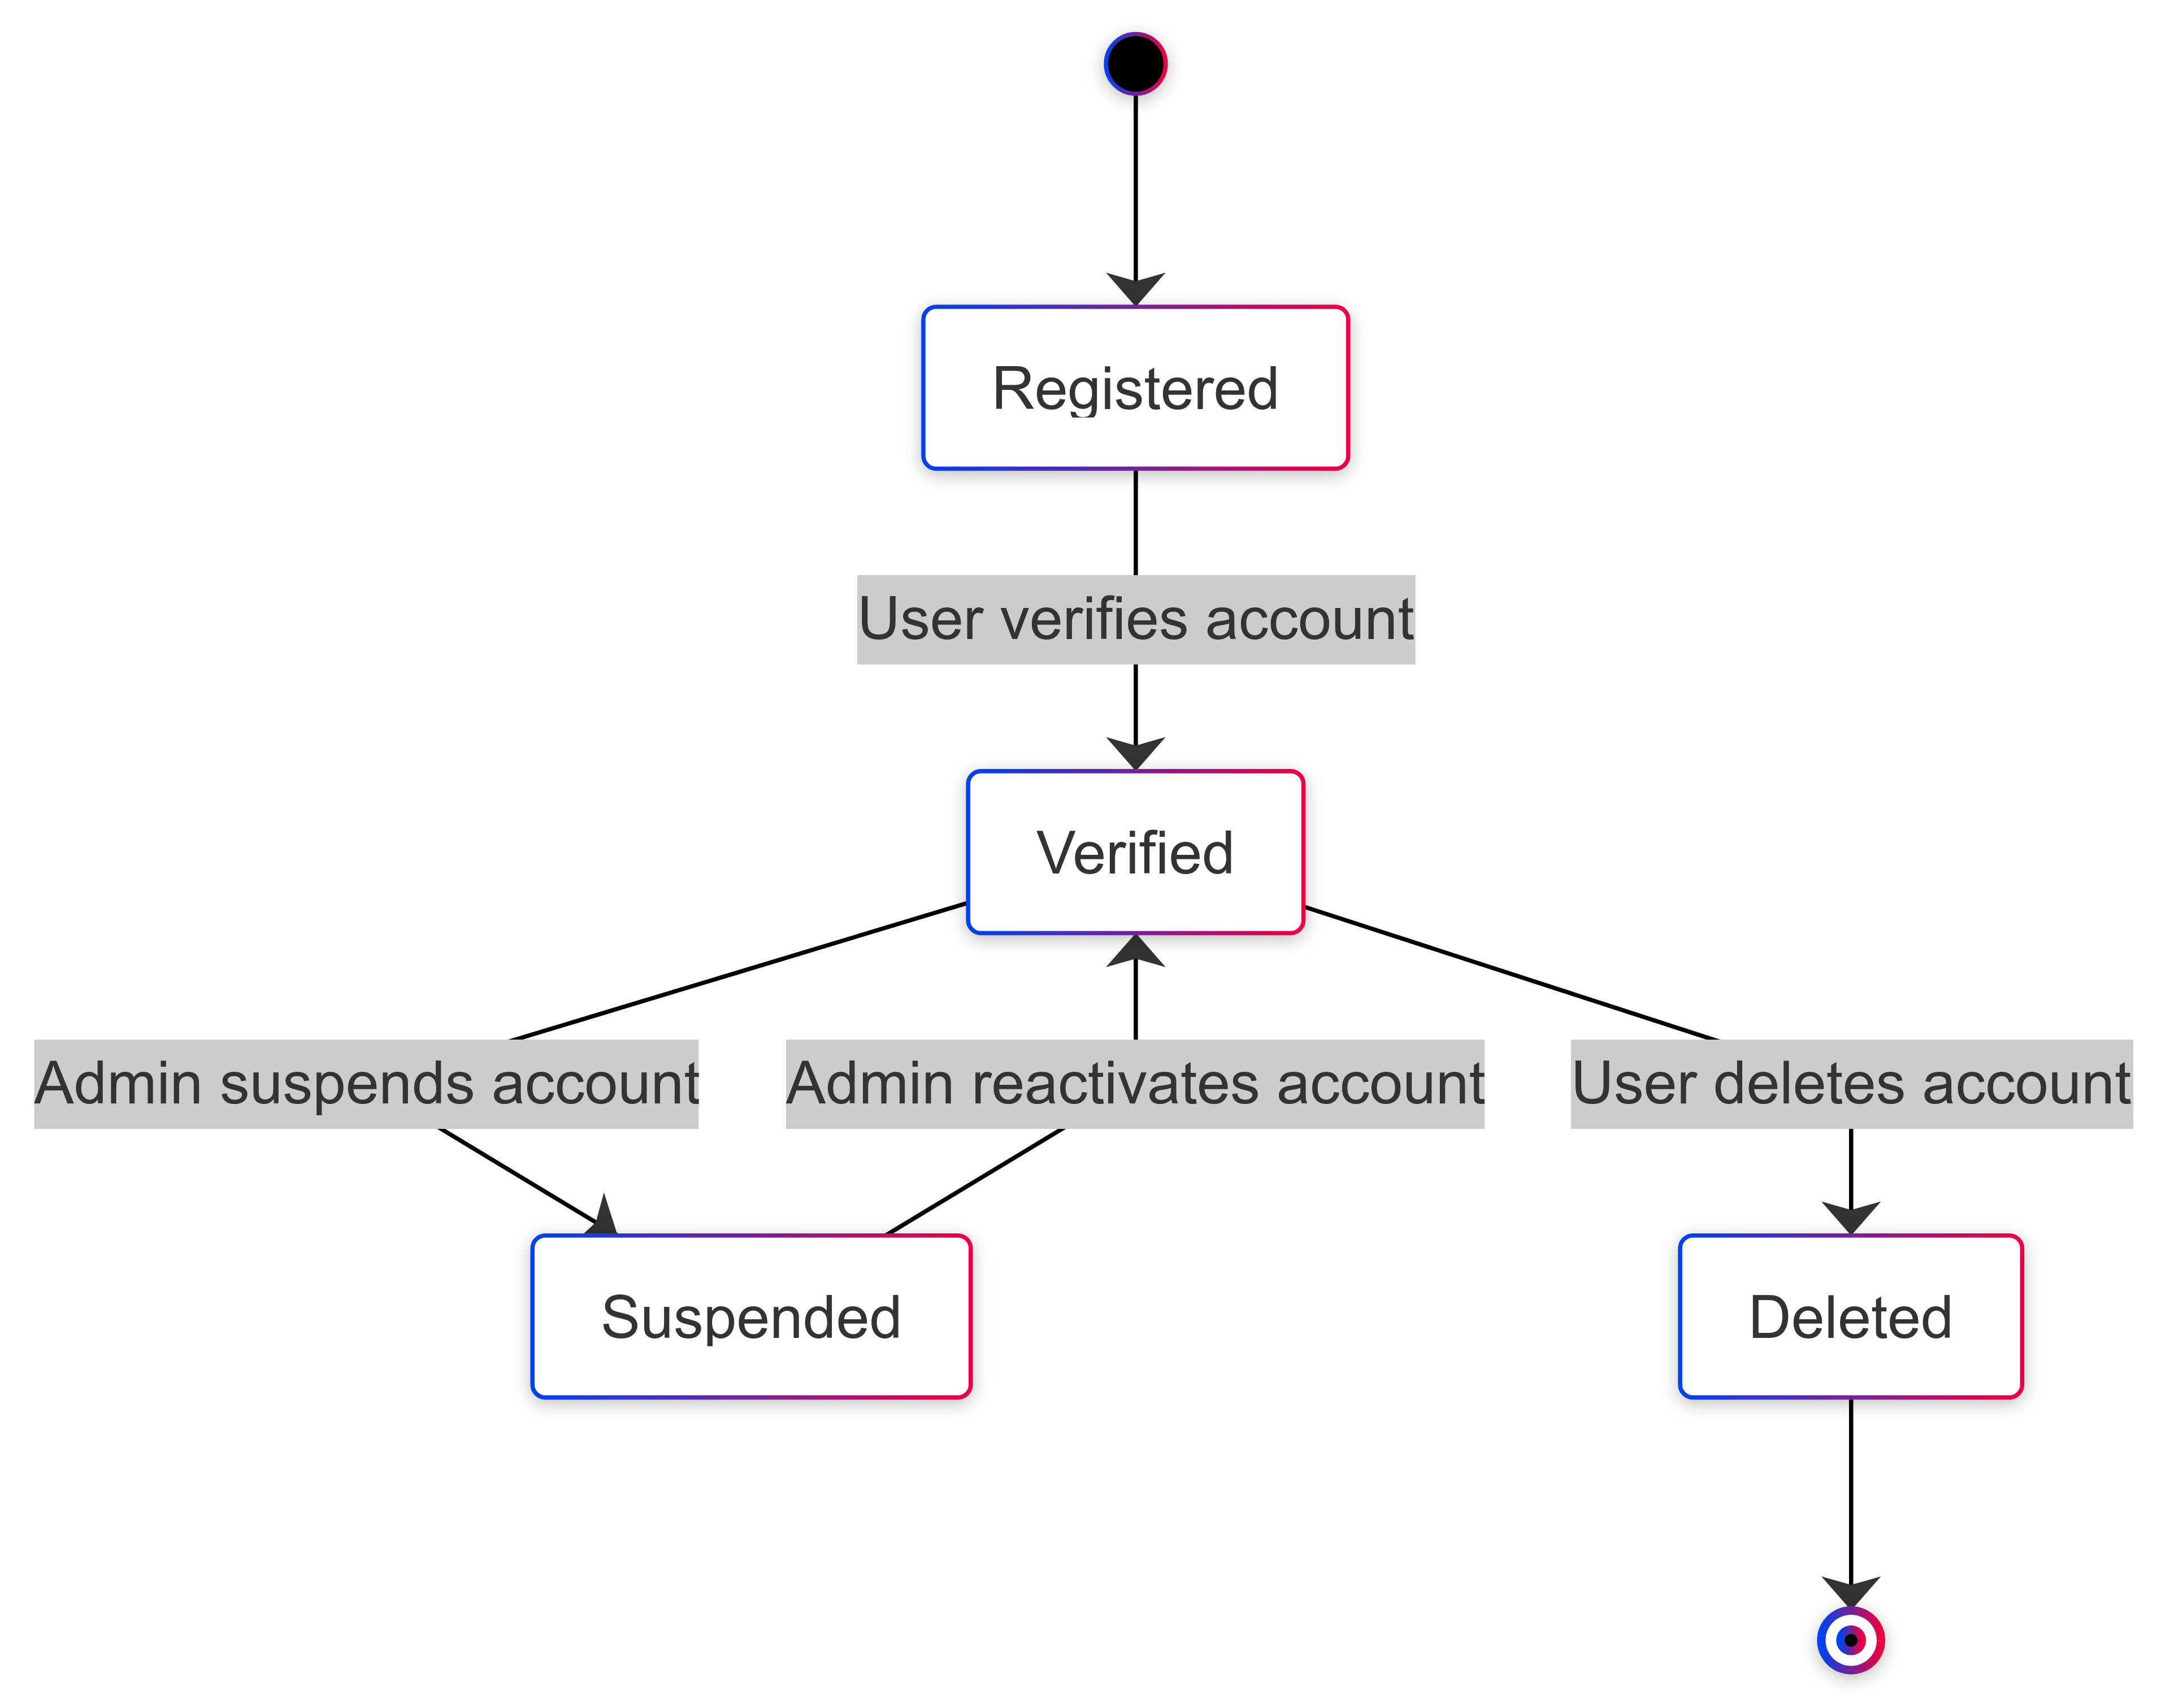 Registered
User verifies account
Verified
Admin suspends account
Admin reactivates account
User deletes account
Suspended
Deleted